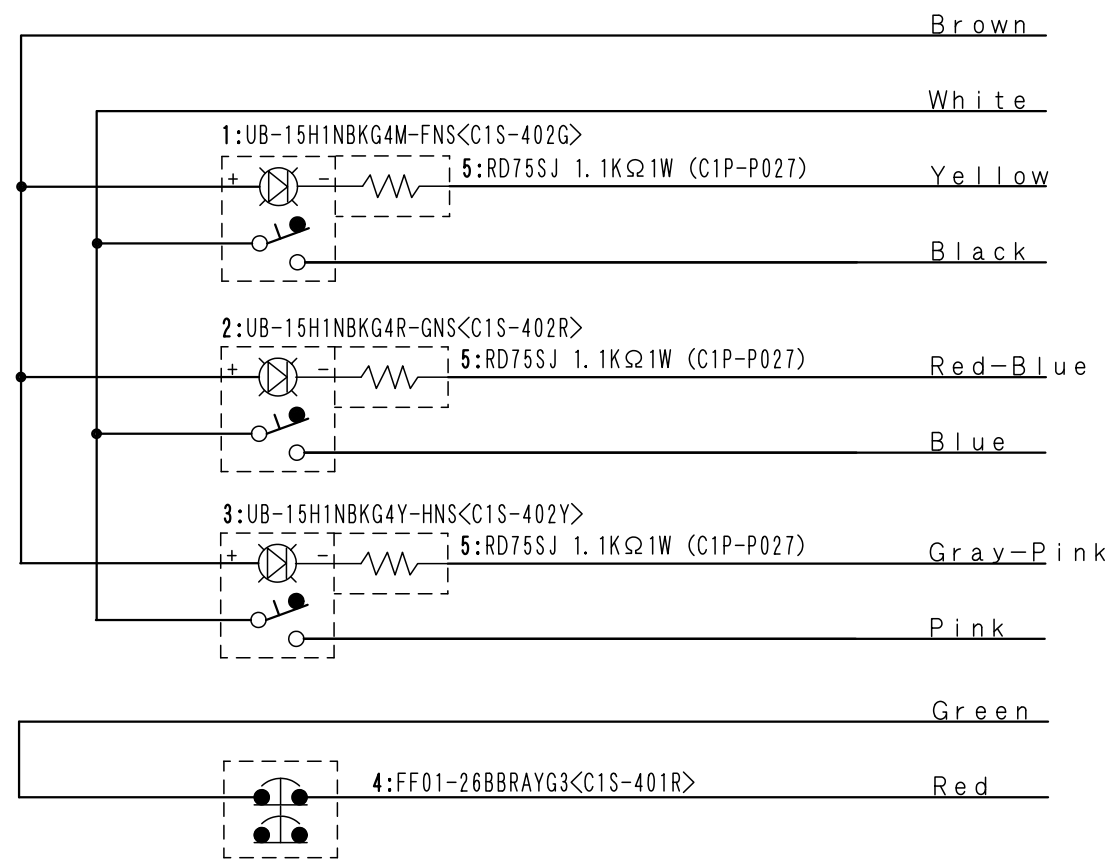 Brown
White
1:UB-15H1NBKG4M-FNS<C1S-402G>
5:RD75SJ 1.1KΩ1W (C1P-P027)
+ -
Yellow
Black
2:UB-15H1NBKG4R-GNS<C1S-402R>
5:RD75SJ 1.1KΩ1W (C1P-P027)
+ -
Red-Blue
Blue
3:UB-15H1NBKG4Y-HNS<C1S-402Y>
5:RD75SJ 1.1KΩ1W (C1P-P027)
+ -
Gray-Pink
Pink
Green
4:FF01-26BBRAYG3<C1S-401R>
Red